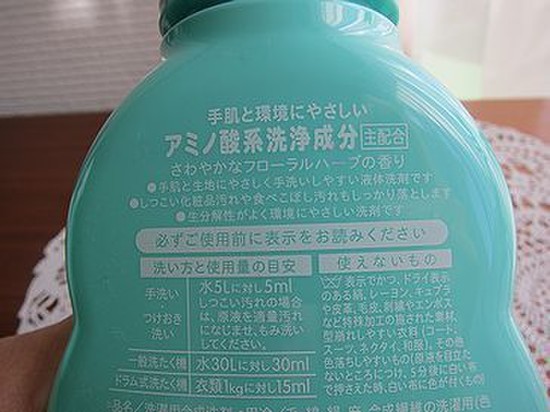 手肌と環境にやさしい
アミノ酸系洗浄成分 主配合
さわやかなフローラルハーブの香り
●手肌と生地にやさしく手洗いしやすい液体洗剤です
●しつこい化粧品汚れや食べこぼし汚れもしっかり落とします
●生分解性がよく環境にやさしい洗剤です
必ずご使用前に表示をお読みください
洗い方と使用量の目安
手洗い
つけおき
洗い
水5Lに対し5ml
しつこい汚れの場合
は、原液を適量汚れ
になじませ、もみ洗い
してください。
一般洗たく機 水30Lに対し30ml
ドラム式洗たく機 衣類1kgに対し15ml
使えないもの
表示でかつ、ドライ表示
のある絹、レーヨン、キュプラ
や皮革、毛皮、刺繍やエンボス
など特殊加工の施された素材、
型崩れしやすい衣料(コート、
スーツ、ネクタイ、和服)、その他
色落ちしやすいもの(原液を目立た
ないところにつけ、5分後に白い布
で押さえた時、白い布に色が付くもの)